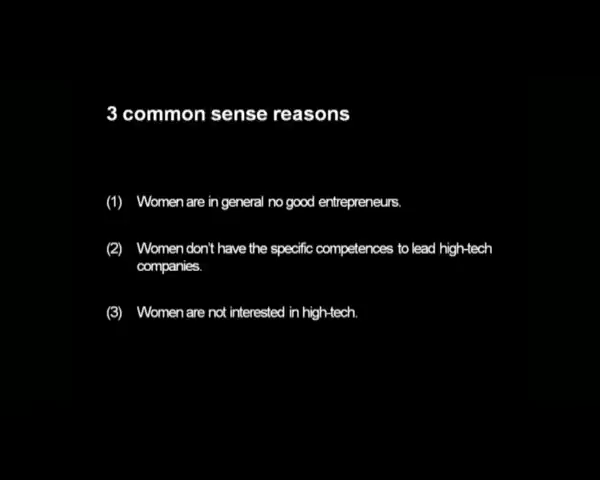 3 common sense reasons
(1) Women are in general no good entrepreneurs.
(2) Women don't have the specific competences to lead high-tech
companies.
(3) Women are not interested in high-tech.